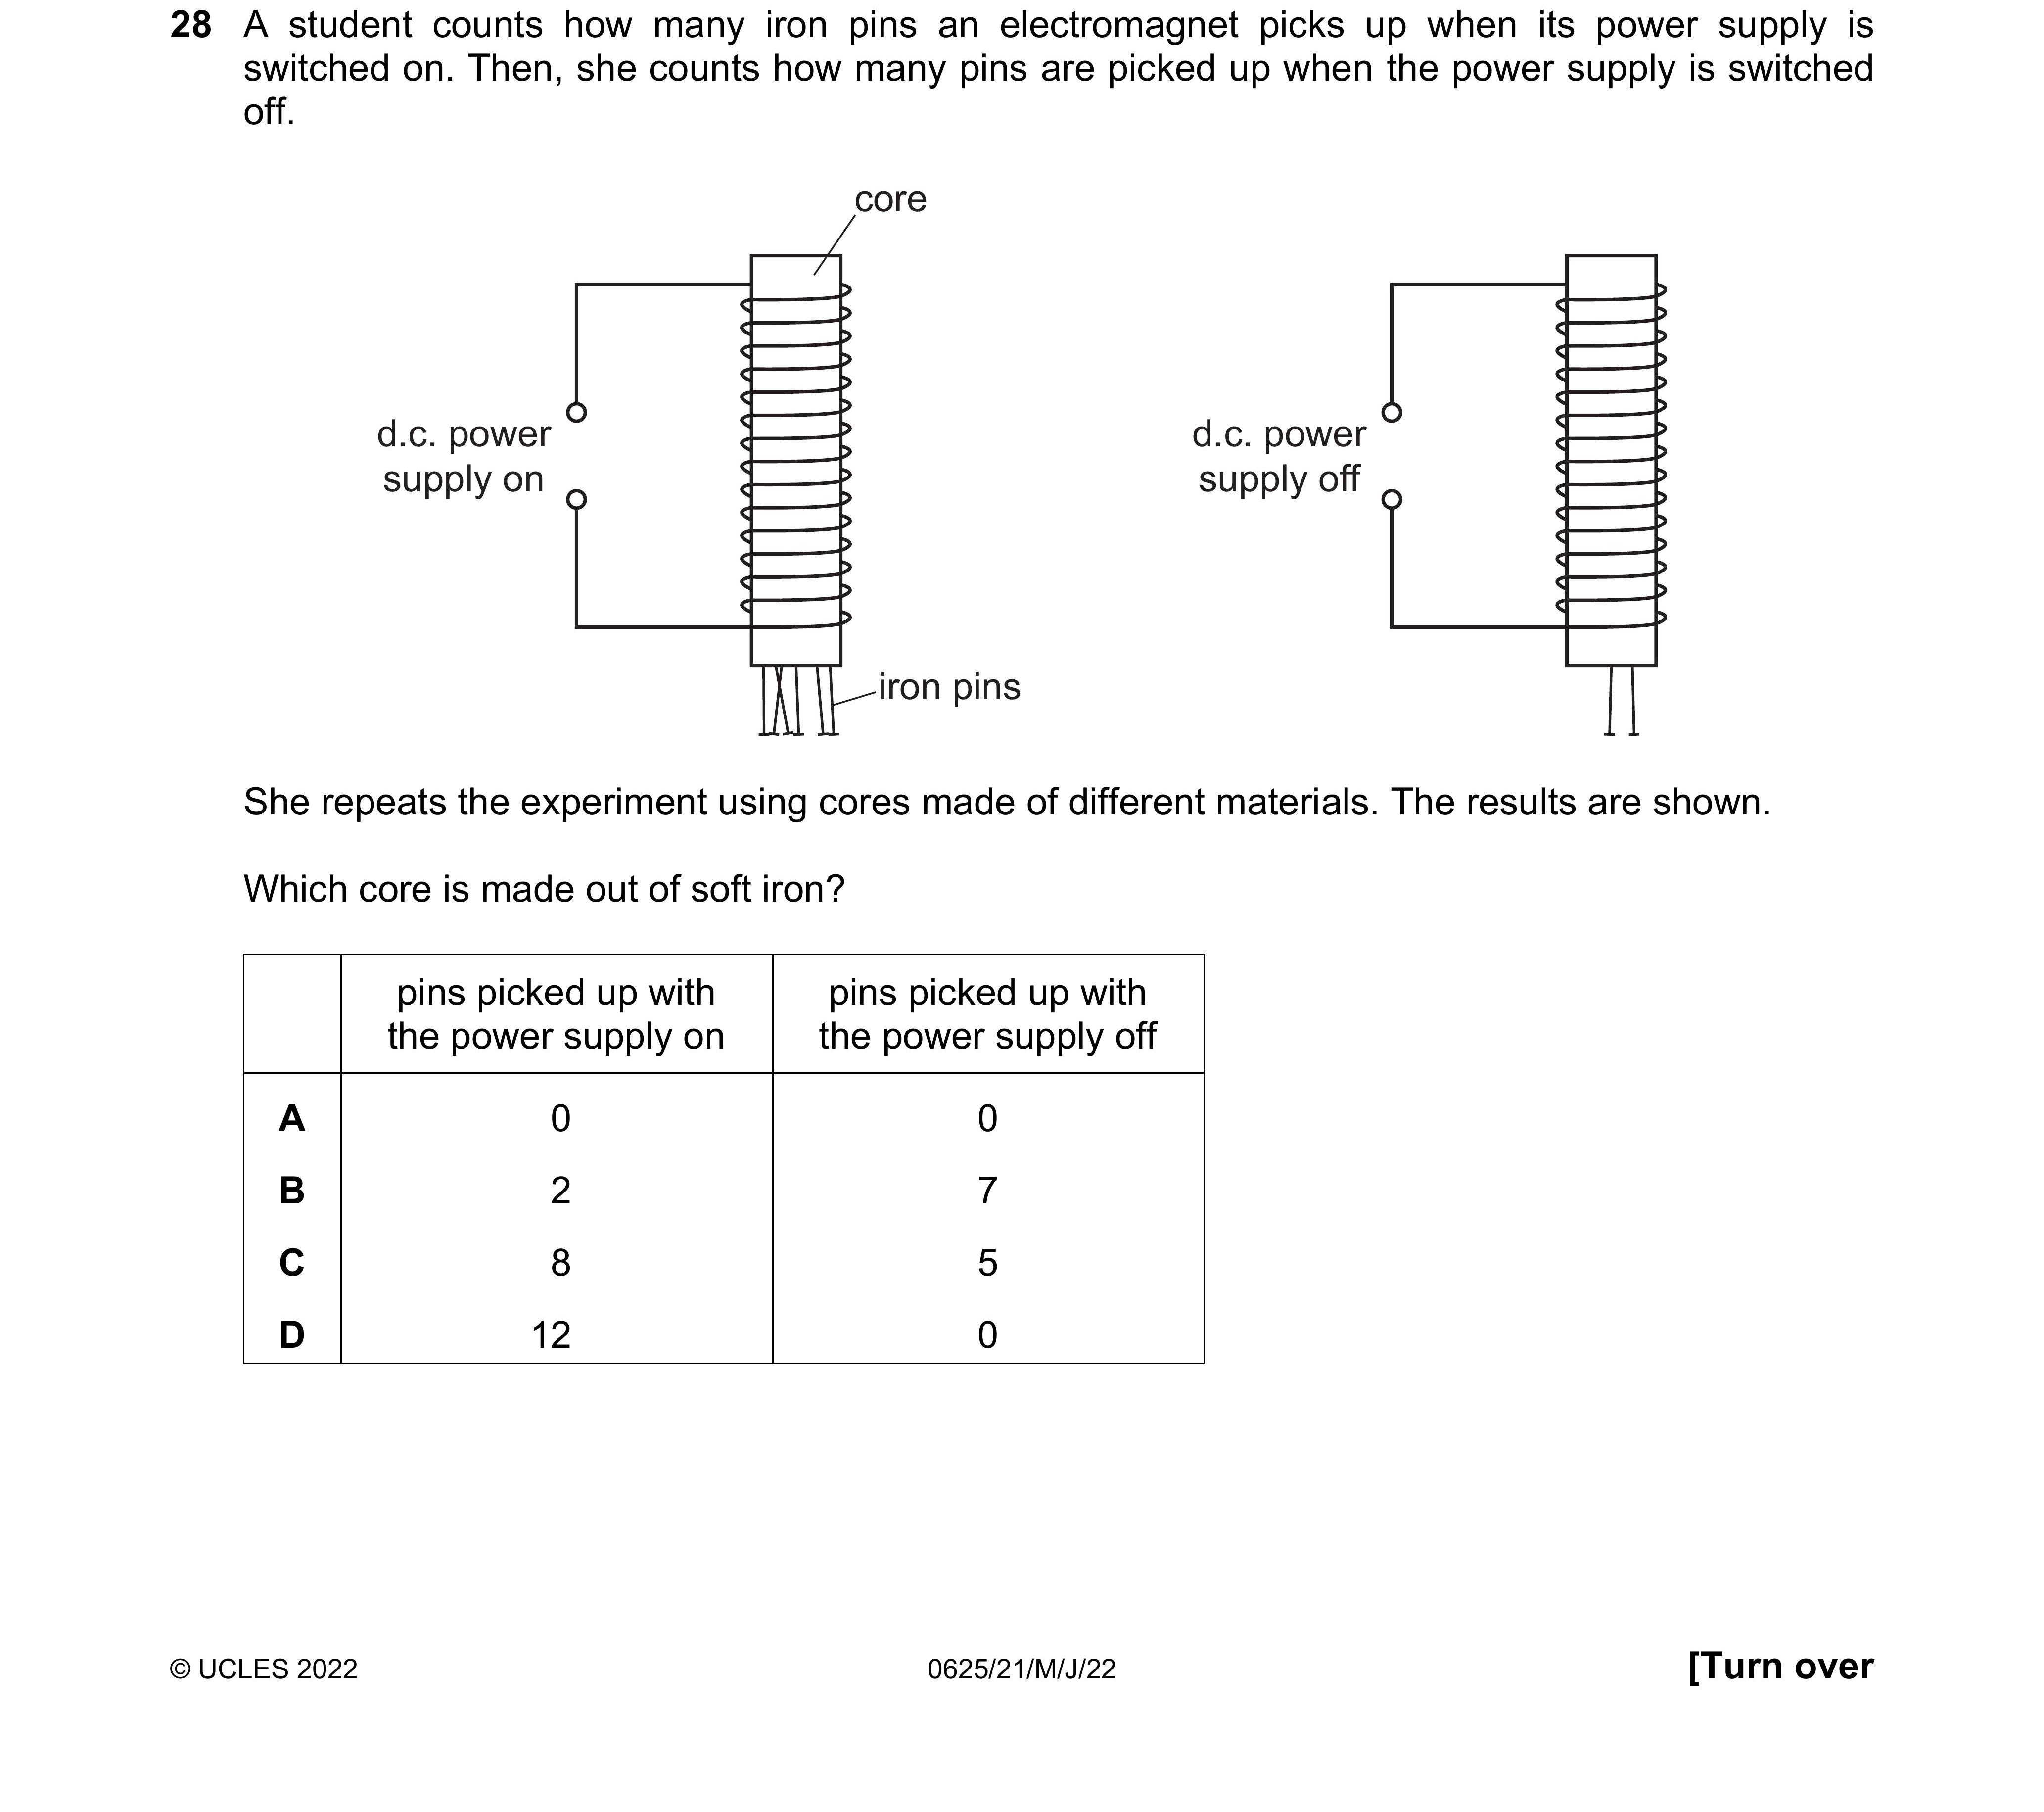 28 A student counts how many iron pins an electromagnet picks up when its power supply is
switched on. Then, she counts how many pins are picked up when the power supply is switched
off.
core
d.c. power
supply on
iron pins
d.c. power
supply off
She repeats the experiment using cores made of different materials. The results are shown.
Which core is made out of soft iron?
pins picked up with
the power supply on
pins picked up with
the power supply off
A 0 0
B 2 7
C 8 5
D 12 0
© UCLES 2022 0625/21/M/J/22 [Turn over